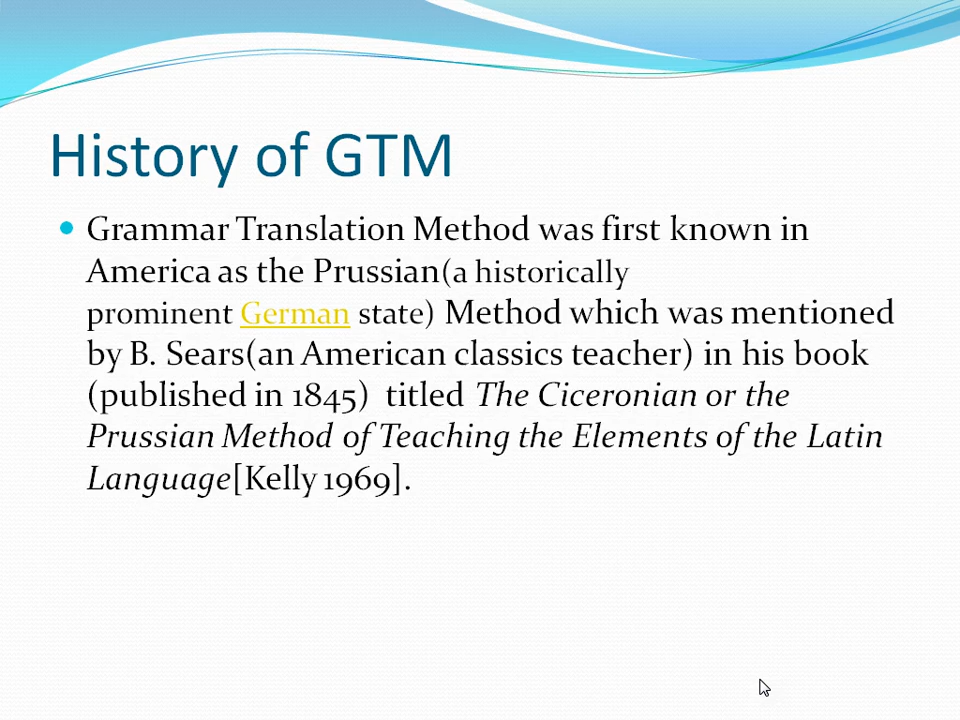 History of GTM
Grammar Translation Method was first known in
America as the Prussian(a historically
prominent German state) Method which was mentioned
by B. Sears(an American classics teacher) in his book
(published in 1845) titled The Ciceronian or the
Prussian Method of Teaching the Elements of the Latin
Language[Kelly 1969].